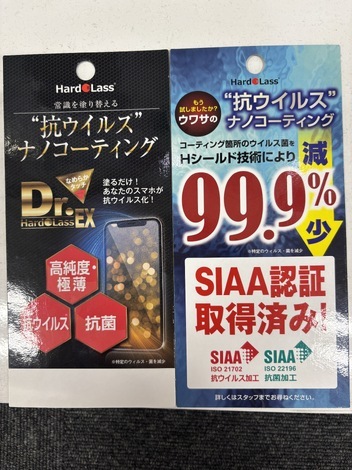 Hard Lass
常識を塗り替える
“抗ウイルス”
ナノコーティング
なめらか
タッチ
Dr.
Hard Lass EX
塗るだけ！
あなたのスマホが
抗ウイルス化！
高純度・
極薄
抗ウイルス
抗菌
*特定のウィルス・菌を減少
Hard Lass
もう
試しましたか？
ウワサの
“抗ウイルス”
ナノコーティング
コーティング箇所のウイルス菌を
Hシールド技術により
99.9%
減少
*特定のウィルス・菌を減少
SIAA認証
取得済み！
SIAA
ISO 21702
抗ウイルス加工
SIAA
ISO 22196
抗菌加工
詳しくはスタッフまでお尋ねください。